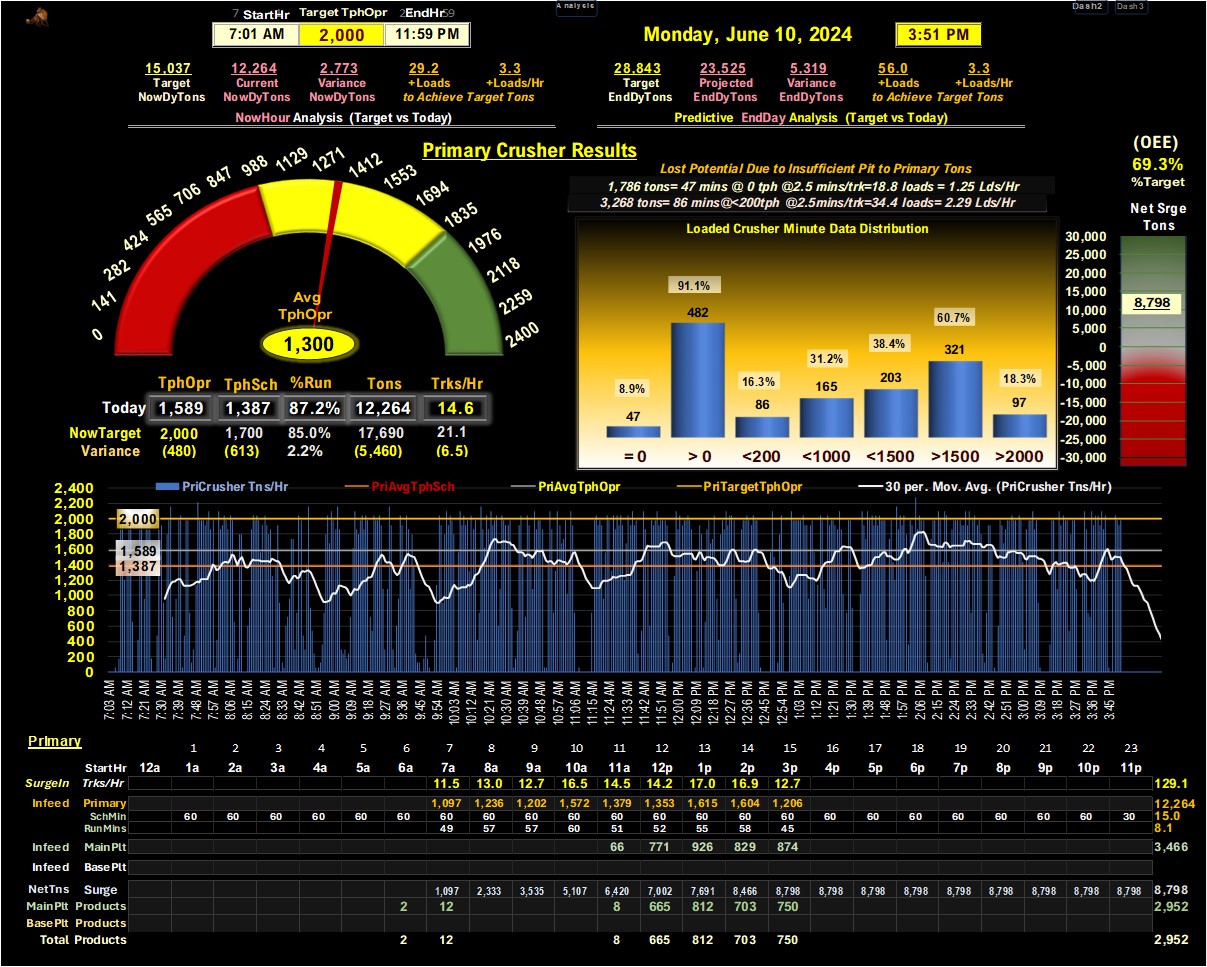 7 StartHr Target TphOpr EndHr 59
7:01 AM 2,000 11:59 PM
Analysis
Monday, June 10, 2024 3:51 PM
Dash2 Dash3
15,037 12,264 2,773 29.2 3.3
Target Current Variance +Loads +Loads/Hr
NowDyTons NowDyTons NowDyTons to Achieve Target Tons
NowHour Analysis (Target vs Today)
28,843 23,525 5,319 56.0 3.3
Target Projected Variance +Loads +Loads/Hr
EndDyTons EndDyTons EndDyTons to Achieve Target Tons
Predictive EndDay Analysis (Target vs Today)
Primary Crusher Results
0 141 282 424 565 706 847 988 1129 1271 1412 1553 1694 1835 1976 2118 2259 2400
Avg
TphOpr
1,300
TphOpr TphSch %Run Tons Trks/Hr
Today 1,589 1,387 87.2% 12,264 14.6
NowTarget 2,000 1,700 85.0% 17,690 21.1
Variance (480) (613) 2.2% (5,460) (6.5)
Lost Potential Due to Insufficient Pit to Primary Tons
1,786 tons= 47 mins @ 0 tph @2.5 mins/trk=18.8 loads = 1.25 Lds/Hr
3,268 tons= 86 mins@<200tph @2.5mins/trk=34.4 loads= 2.29 Lds/Hr
Loaded Crusher Minute Data Distribution
8.9% 91.1% 16.3% 31.2% 38.4% 60.7% 18.3%
47 482 86 165 203 321 97
= 0 > 0 <200 <1000 <1500 >1500 >2000
(OEE)
69.3%
%Target
Net Srge
Tons
30,000
25,000
20,000
15,000
10,000
5,000
0
-5,000
-10,000
-15,000
-20,000
-25,000
-30,000
8,798
PriCrusher Tns/Hr PriAvgTphSch PriAvgTphOpr PriTargetTphOpr 30 per. Mov. Avg. (PriCrusher Tns/Hr)
2,400
2,200
2,000
1,800
1,600
1,400
1,200
1,000
800
600
400
200
0
2,000
1,589
1,387
7:03 AM 7:12 AM 7:21 AM 7:30 AM 7:39 AM 7:48 AM 7:57 AM 8:06 AM 8:15 AM 8:24 AM 8:33 AM 8:42 AM 8:51 AM 9:00 AM 9:09 AM 9:18 AM 9:27 AM 9:36 AM 9:45 AM 9:54 AM 10:03 AM 10:12 AM 10:21 AM 10:30 AM 10:39 AM 10:48 AM 10:57 AM 11:06 AM 11:15 AM 11:24 AM 11:33 AM 11:42 AM 11:51 AM 12:00 PM 12:09 PM 12:18 PM 12:27 PM 12:36 PM 12:45 PM 12:54 PM 1:03 PM 1:12 PM 1:21 PM 1:30 PM 1:39 PM 1:48 PM 1:57 PM 2:06 PM 2:15 PM 2:24 PM 2:33 PM 2:42 PM 2:51 PM 3:00 PM 3:09 PM 3:18 PM 3:27 PM 3:36 PM 3:45 PM
Primary
1 2 3 4 5 6 7 8 9 10 11 12 13 14 15 16 17 18 19 20 21 22 23
StartHr 12a 1a 2a 3a 4a 5a 6a 7a 8a 9a 10a 11a 12p 1p 2p 3p 4p 5p 6p 7p 8p 9p 10p 11p
SurgeIn Trks/Hr 11.5 13.0 12.7 16.5 14.5 14.2 17.0 16.9 12.7 129.1
Infeed Primary 1,097 1,236 1,202 1,572 1,379 1,353 1,615 1,604 1,206 12,264
SchMin 60 60 60 60 60 60 60 60 60 60 60 60 60 60 60 60 60 60 60 60 60 60 30 15.0
RunMins 49 57 57 60 51 52 55 58 45 8.1
Infeed MainPlt 66 771 926 829 874 3,466
Infeed BasePlt
NetTns Surge 1,097 2,333 3,535 5,107 6,420 7,002 7,691 8,466 8,798 8,798 8,798 8,798 8,798 8,798 8,798 8,798 8,798 8,798
MainPlt Products 2 12 8 665 812 703 750 2,952
BasePlt Products
Total Products 2 12 8 665 812 703 750 2,952